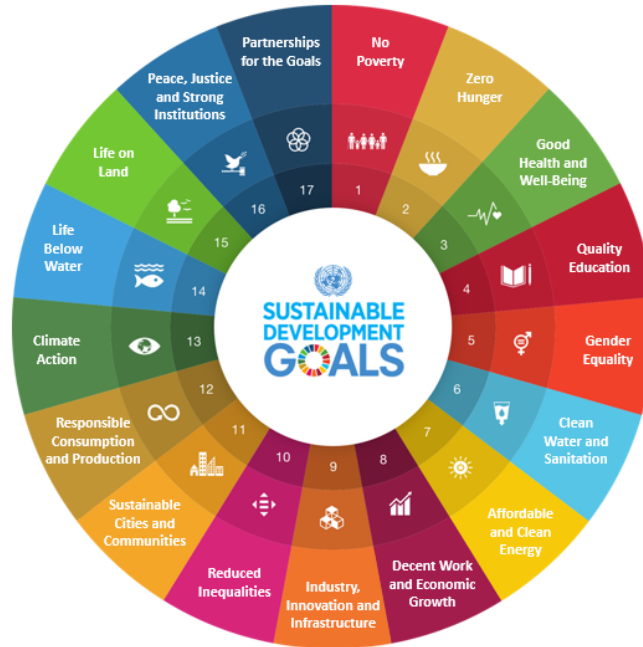 No
Poverty
1
Zero
Hunger
2
Good
Health and
Well-Being
3
Quality
Education
4
Gender
Equality
5
Clean
Water and
Sanitation
6
Affordable
and Clean
Energy
7
Decent Work
and Economic
Growth
8
Industry,
Innovation and
Infrastructure
9
Reduced
Inequalities
10
Sustainable
Cities and
Communities
11
Responsible
Consumption
and Production
12
Climate
Action
13
Life
Below
Water
14
Life on
Land
15
Peace, Justice
and Strong
Institutions
16
Partnerships
for the Goals
17
SUSTAINABLE
DEVELOPMENT
GOALS